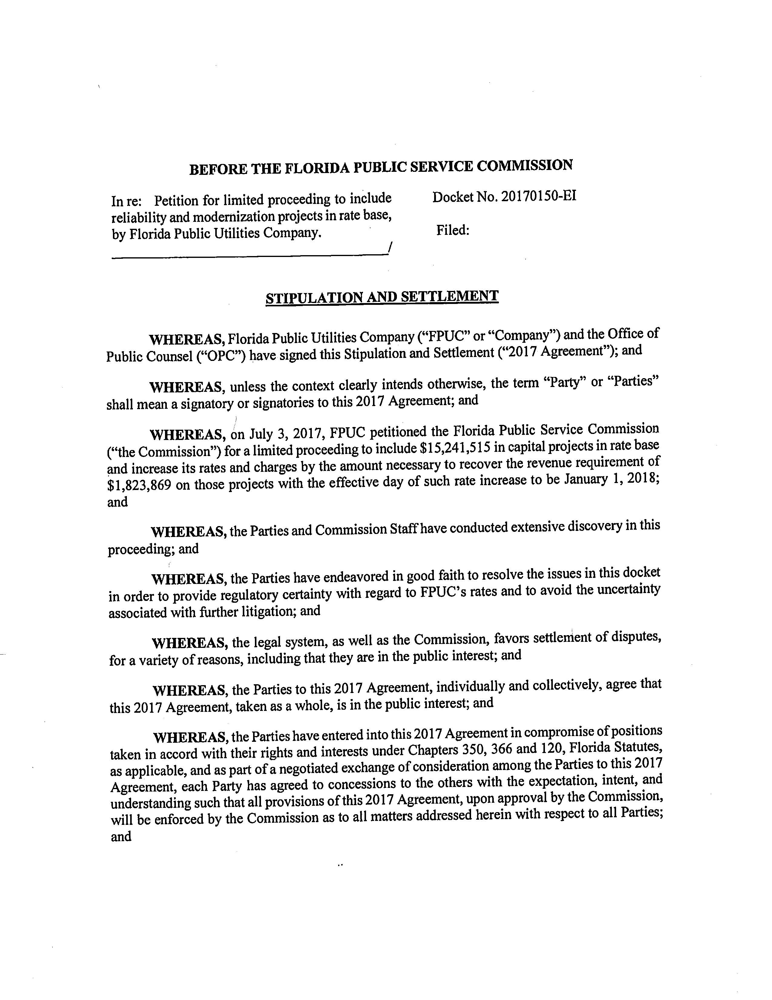 BEFORE THE FLORIDA PUBLIC SERVICE COMMISSION
In re: Petition for limited proceeding to include
reliability and modernization projects in rate base,
by Florida Public Utilities Company.
/
Docket No. 20170150-EI
Filed:
STIPULATION AND SETTLEMENT
WHEREAS, Florida Public Utilities Company (“FPUC” or “Company”) and the Office of
Public Counsel (“OPC”) have signed this Stipulation and Settlement (“2017 Agreement”); and
WHEREAS, unless the context clearly intends otherwise, the term “Party” or “Parties”
shall mean a signatory or signatories to this 2017 Agreement; and
WHEREAS, on July 3, 2017, FPUC petitioned the Florida Public Service Commission
(“the Commission”) for a limited proceeding to include $15,241,515 in capital projects in rate base
and increase its rates and charges by the amount necessary to recover the revenue requirement of
$1,823,869 on those projects with the effective day of such rate increase to be January 1, 2018;
and
WHEREAS, the Parties and Commission Staff have conducted extensive discovery in this
proceeding; and
WHEREAS, the Parties have endeavored in good faith to resolve the issues in this docket
in order to provide regulatory certainty with regard to FPUC’s rates and to avoid the uncertainty
associated with further litigation; and
WHEREAS, the legal system, as well as the Commission, favors settlement of disputes,
for a variety of reasons, including that they are in the public interest; and
WHEREAS, the Parties to this 2017 Agreement, individually and collectively, agree that
this 2017 Agreement, taken as a whole, is in the public interest; and
WHEREAS, the Parties have entered into this 2017 Agreement in compromise of positions
taken in accord with their rights and interests under Chapters 350, 366 and 120, Florida Statutes,
as applicable, and as part of a negotiated exchange of consideration among the Parties to this 2017
Agreement, each Party has agreed to concessions to the others with the expectation, intent, and
understanding such that all provisions of this 2017 Agreement, upon approval by the Commission,
will be enforced by the Commission as to all matters addressed herein with respect to all Parties;
and